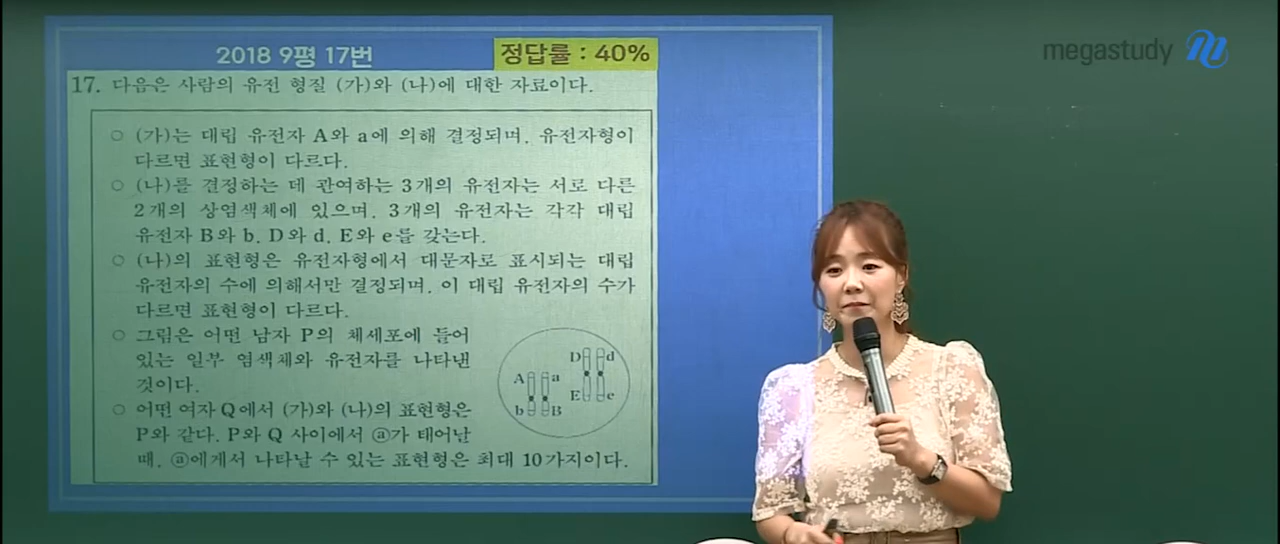 2018 9평 17번
정답률 : 40%
megastudy
17. 다음은 사람의 유전 형질 (가)와 (나)에 대한 자료이다.
○ (가)는 대립 유전자 A와 a에 의해 결정되며, 유전자형이
다르면 표현형이 다르다.
○ (나)를 결정하는 데 관여하는 3개의 유전자는 서로 다른
2개의 상염색체에 있으며, 3개의 유전자는 각각 대립
유전자 B와 b, D와 d, E와 e를 갖는다.
○ (나)의 표현형은 유전자형에서 대문자로 표시되는 대립
유전자의 수에 의해서만 결정되며, 이 대립 유전자의 수가
다르면 표현형이 다르다.
○ 그림은 어떤 남자 P의 체세포에 들어
있는 일부 염색체와 유전자를 나타낸
것이다.
D d
A a
E e
b B
○ 어떤 여자 Q에서 (가)와 (나)의 표현형은
P와 같다. P와 Q 사이에서 ⓐ가 태어날
때, ⓐ에게서 나타날 수 있는 표현형은 최대 10가지이다.